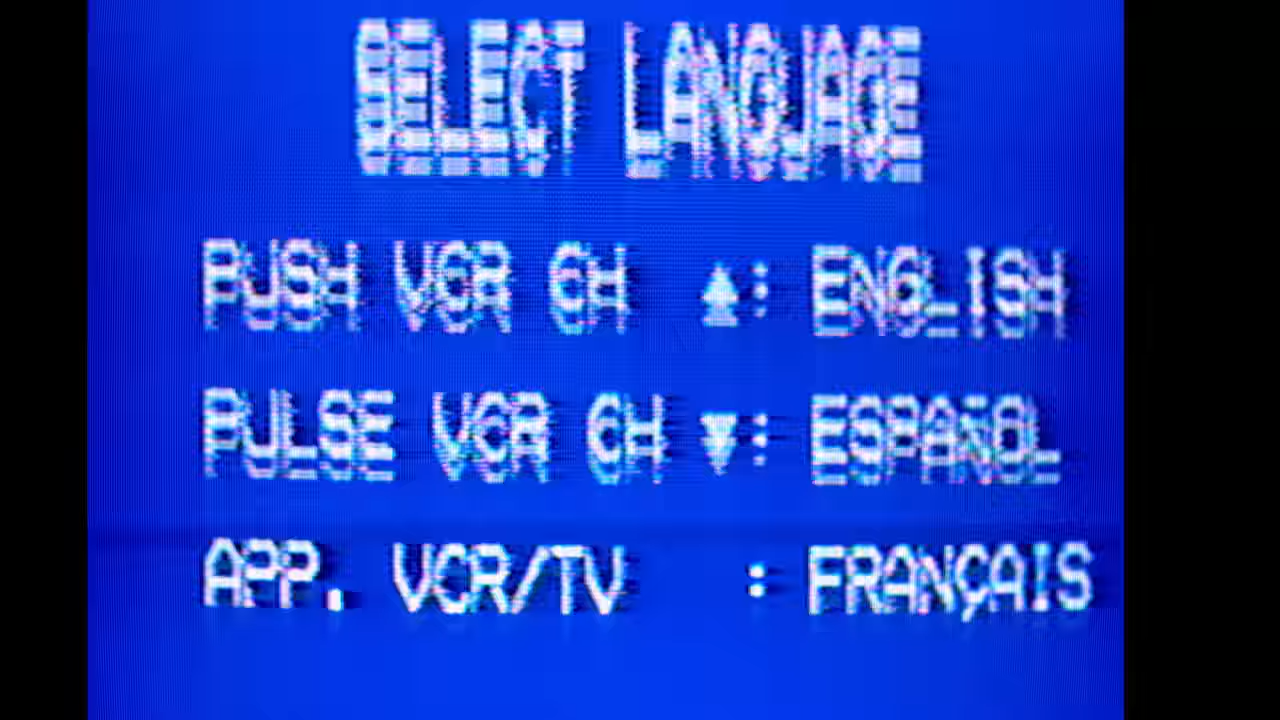 SELECT LANGUAGE
PUSH VCR CH ▲: ENGLISH
PULSE VCR CH ▼: ESPAÑOL
APP. VCR/TV : FRANÇAIS